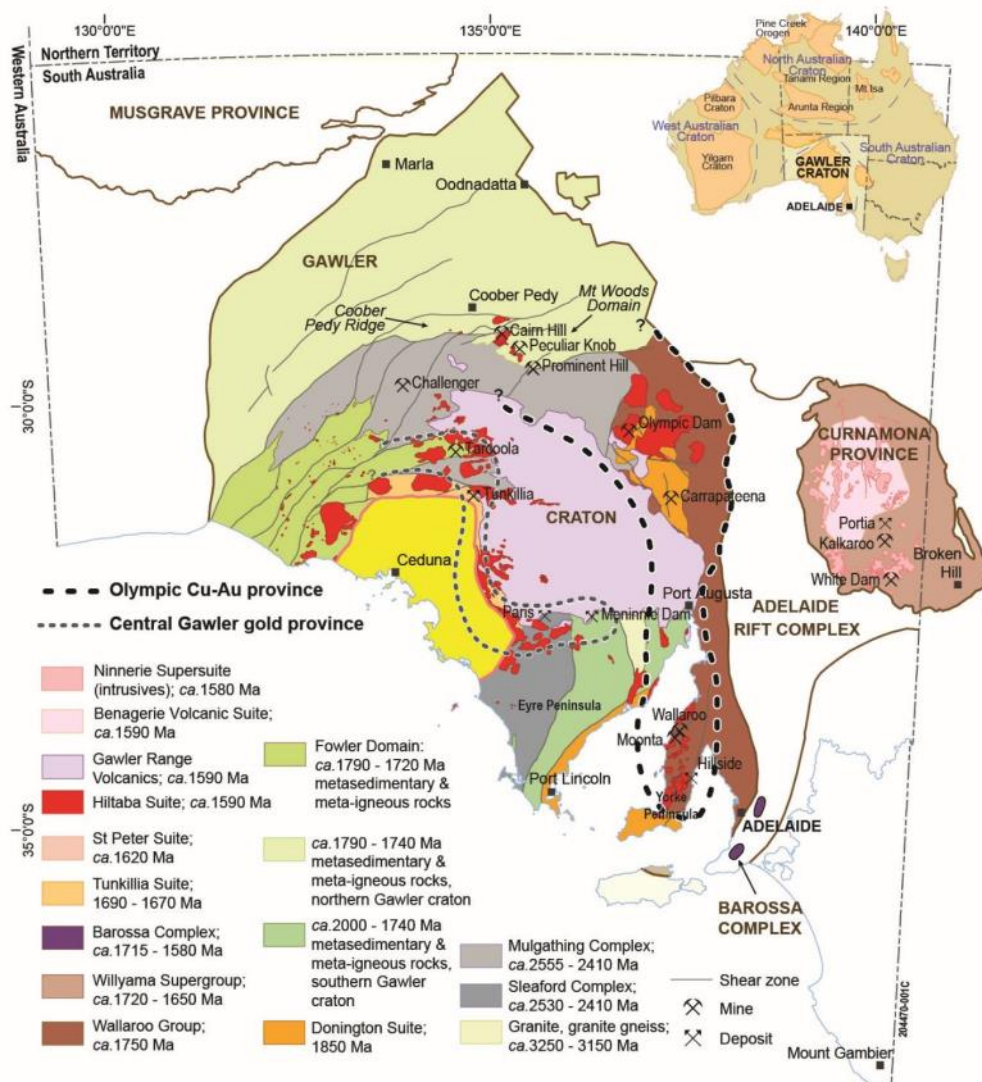 130°0'0"E
135°0'0"E
140°0'0"E
Western Australia
Northern Territory
South Australia
MUSGRAVE PROVINCE
Marla
Oodnadatta
GAWLER
Coober Pedy
Coober
Pedy Ridge
Mt Woods
Domain
Cairn Hill
Peculiar Knob
Prominent Hill
Challenger
?
?
?
30°0'0"S
Olympic Dam
Tarcoola
Tunkillia
Carrapateena
CRATON
CURNAMONA
PROVINCE
Portia
Kalkaroo
White Dam
Broken
Hill
Ceduna
Port Augusta
Paris
Meninnie Dam
ADELAIDE
RIFT COMPLEX
Eyre Peninsula
Wallaroo
Moonta
Hillside
Port Lincoln
Yorke
Peninsula
ADELAIDE
35°0'0"S
BAROSSA
COMPLEX
Mount Gambier
204470-001C
Pine Creek
Orogen
North Australian
Craton
Tanami Region
Mt Isa
Pilbara
Craton
Arunta Region
West Australian
Craton
South Australian
Craton
Yilgarn
Craton
GAWLER
CRATON
ADELAIDE
Olympic Cu-Au province
Central Gawler gold province
Ninnerie Supersuite
(intrusives); ca.1580 Ma
Benagerie Volcanic Suite;
ca.1590 Ma
Gawler Range
Volcanics; ca.1590 Ma
Hiltaba Suite; ca.1590 Ma
St Peter Suite;
ca.1620 Ma
Tunkillia Suite;
1690 - 1670 Ma
Barossa Complex;
ca.1715 - 1580 Ma
Willyama Supergroup;
ca.1720 - 1650 Ma
Wallaroo Group;
ca.1750 Ma
Fowler Domain:
ca.1790 - 1720 Ma
metasedimentary &
meta-igneous rocks
ca.1790 - 1740 Ma
metasedimentary &
meta-igneous rocks,
northern Gawler craton
ca.2000 - 1740 Ma
metasedimentary &
meta-igneous rocks,
southern Gawler
craton
Donington Suite;
1850 Ma
Mulgathing Complex;
ca.2555 - 2410 Ma
Sleaford Complex;
ca.2530 - 2410 Ma
Granite, granite gneiss;
ca.3250 - 3150 Ma
Shear zone
Mine
Deposit